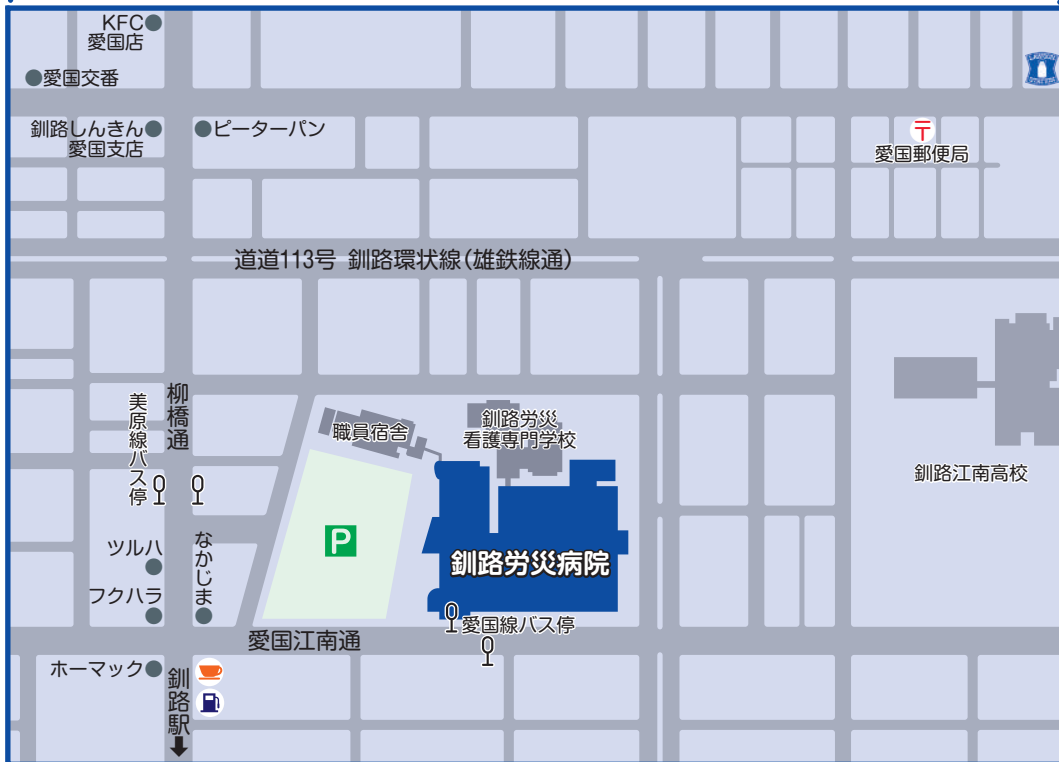 KFC
愛国店
愛国交番
釧路しんきん
愛国支店
ピーターパン
〒
愛国郵便局
LAWSON
道道113号 釧路環状線(雄鉄線通)
柳橋通
美原線バス停
職員宿舎
釧路労災
看護専門学校
釧路江南高校
P
釧路労災病院
ツルハ
なかじま
フクハラ
愛国線バス停
愛国江南通
ホーマック
釧路駅